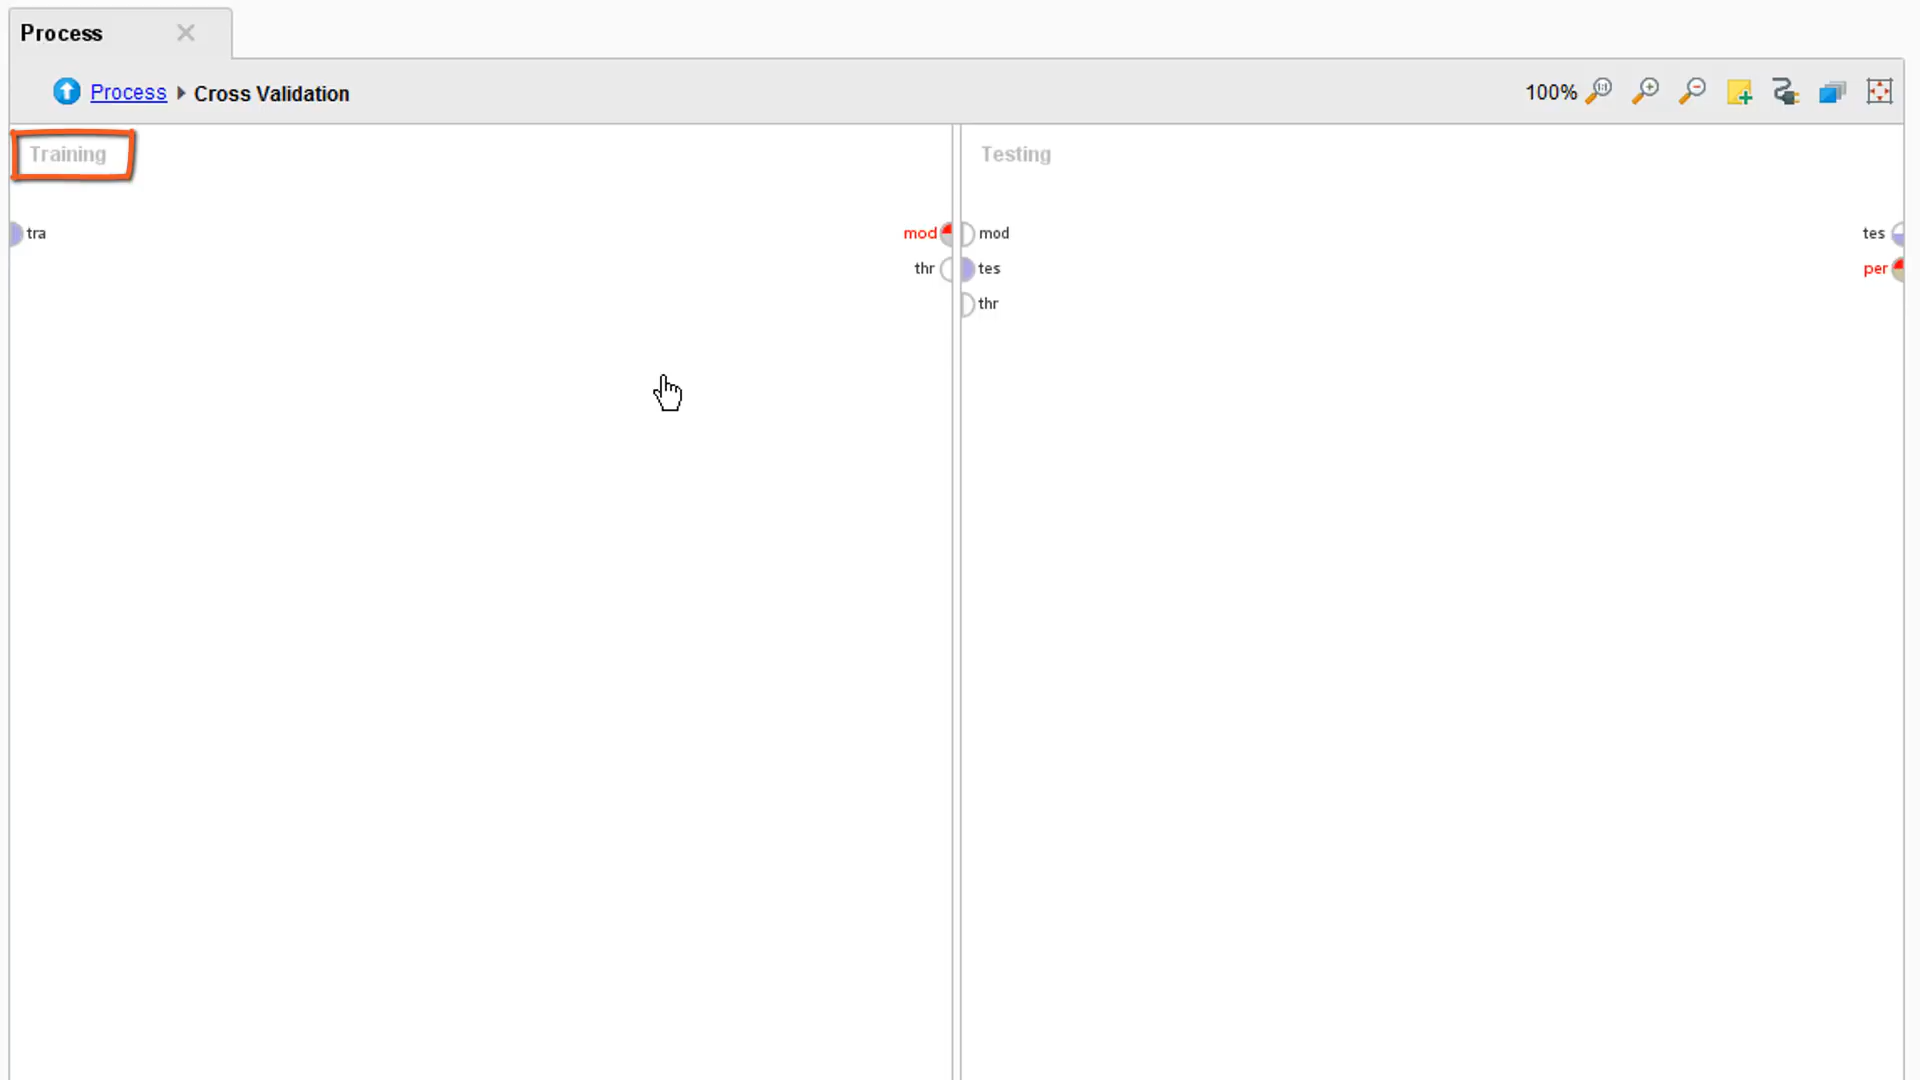 Process
Process Cross Validation
100%
Training
Testing
tra
mod
thr
mod
tes
thr
tes
per